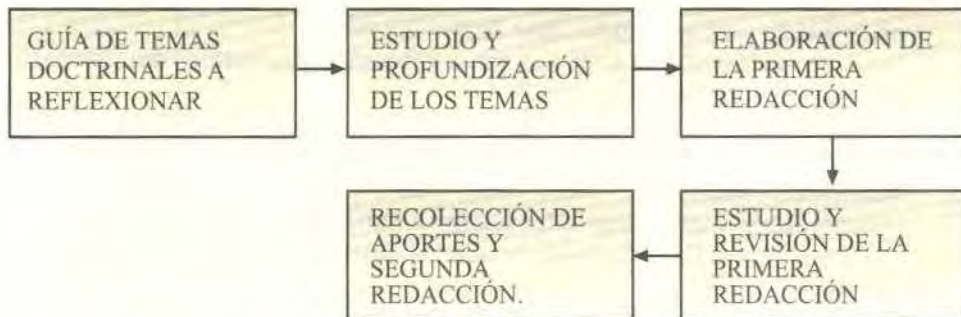 GUÍA DE TEMAS
DOCTRINALES A
REFLEXIONAR
ESTUDIO Y
PROFUNDIZACIÓN
DE LOS TEMAS
ELABORACIÓN DE
LA PRIMERA
REDACCIÓN
ESTUDIO Y
REVISIÓN DE LA
PRIMERA
REDACCIÓN
RECOLECCIÓN DE
APORTES Y
SEGUNDA
REDACCIÓN.